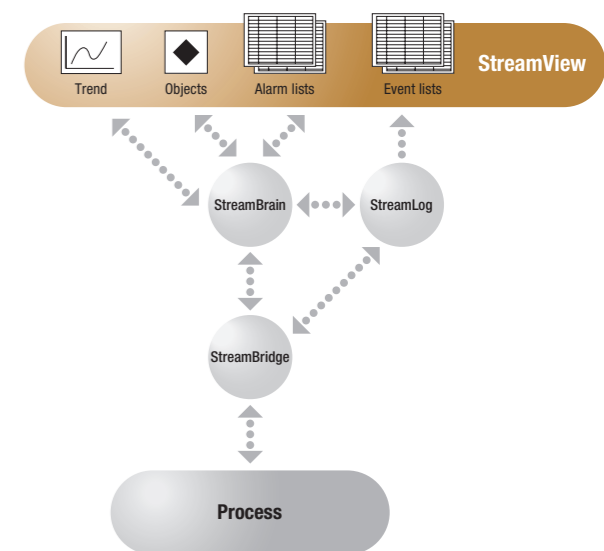 StreamView
Trend
Objects
Alarm lists
Event lists
StreamBrain
StreamLog
StreamBridge
Process